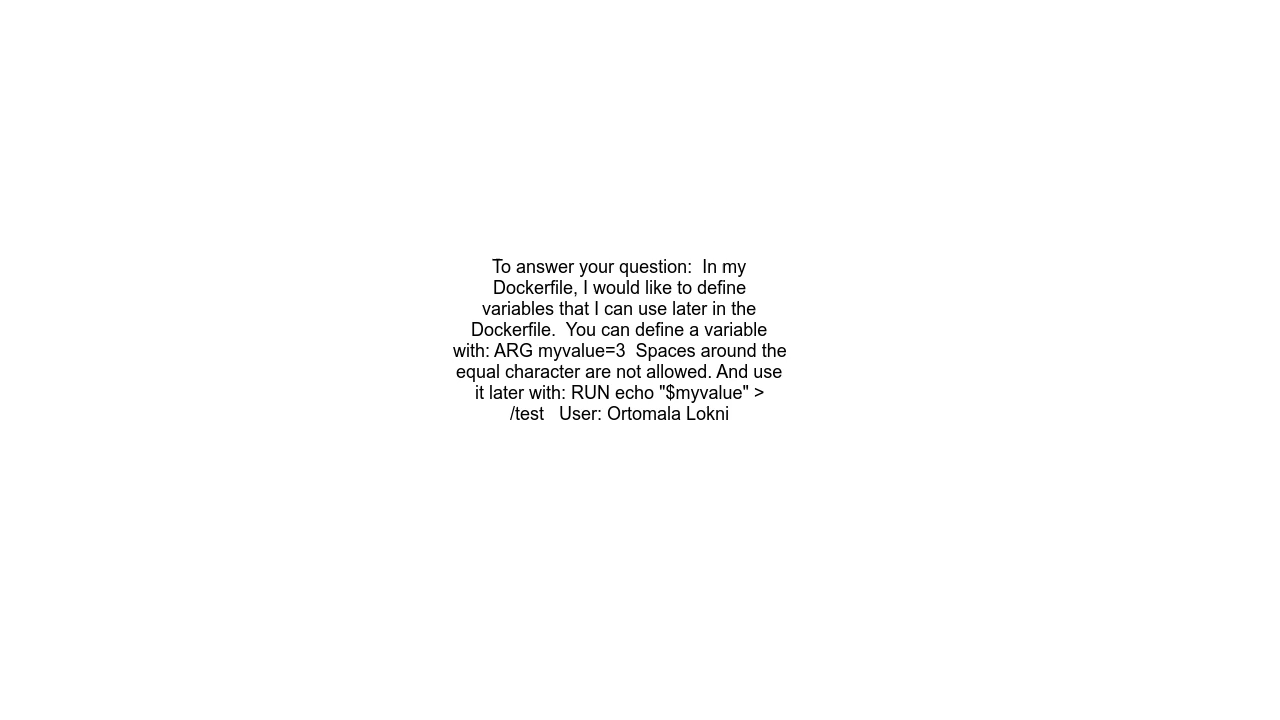 To answer your question:  In my
Dockerfile, I would like to define
variables that I can use later in the
Dockerfile.  You can define a variable
with: ARG myvalue=3  Spaces around the
equal character are not allowed. And use
it later with: RUN echo "$myvalue" >
/test   User: Ortomala Lokni